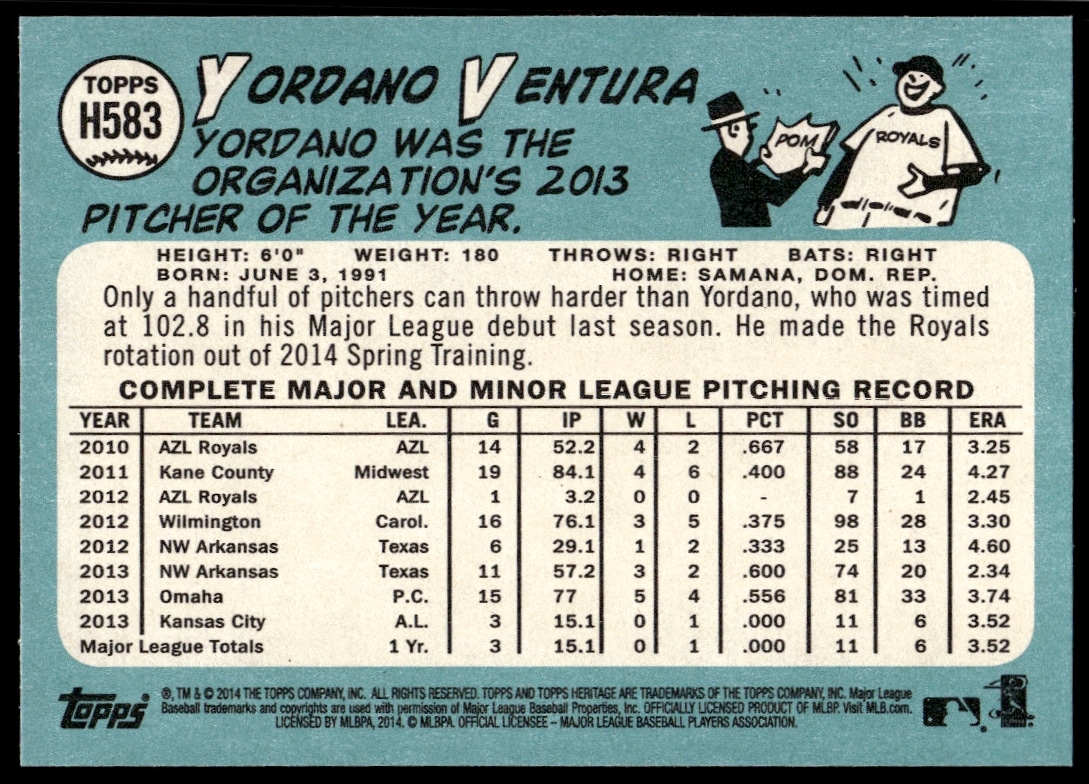 TOPPS
H583
YORDANO VENTURA
YORDANO WAS THE
ORGANIZATION'S 2013
PITCHER OF THE YEAR.
POM
ROYALS
HEIGHT: 6'0" WEIGHT: 180 THROWS: RIGHT BATS: RIGHT
BORN: JUNE 3, 1991 HOME: SAMANA, DOM. REP.
Only a handful of pitchers can throw harder than Yordano, who was timed
at 102.8 in his Major League debut last season. He made the Royals
rotation out of 2014 Spring Training.
COMPLETE MAJOR AND MINOR LEAGUE PITCHING RECORD
YEAR TEAM LEA. G IP W L PCT SO BB ERA
2010 AZL Royals AZL 14 52.2 4 2 .667 58 17 3.25
2011 Kane County Midwest 19 84.1 4 6 .400 88 24 4.27
2012 AZL Royals AZL 1 3.2 0 0 - 7 1 2.45
2012 Wilmington Carol. 16 76.1 3 5 .375 98 28 3.30
2012 NW Arkansas Texas 6 29.1 1 2 .333 25 13 4.60
2013 NW Arkansas Texas 11 57.2 3 2 .600 74 20 2.34
2013 Omaha P.C. 15 77 5 4 .556 81 33 3.74
2013 Kansas City A.L. 3 15.1 0 1 .000 11 6 3.52
Major League Totals 1 Yr. 3 15.1 0 1 .000 11 6 3.52
Topps
®, TM & © 2014 THE TOPPS COMPANY, INC. ALL RIGHTS RESERVED. TOPPS AND TOPPS HERITAGE ARE TRADEMARKS OF THE TOPPS COMPANY, INC. Major League
Baseball trademarks and copyrights are used with permission of Major League Baseball Properties, Inc. OFFICIALLY LICENSED PRODUCT OF MLBP. Visit MLB.com.
LICENSED BY MLBPA, 2014. © MLBPA. OFFICIAL LICENSEE – MAJOR LEAGUE BASEBALL PLAYERS ASSOCIATION.